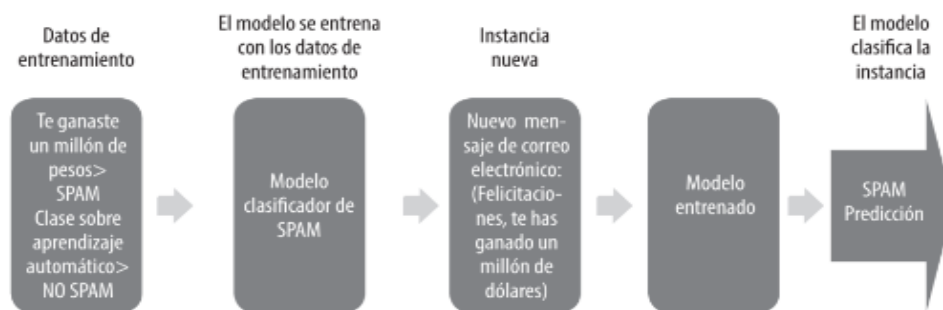 Datos de
entrenamiento
El modelo se entrena
con los datos de
entrenamiento
Instancia
nueva
El modelo
clasifica la
instancia
Te ganaste
un millón de
pesos>
SPAM
Clase sobre
aprendizaje
automático>
NO SPAM
Modelo
clasificador de
SPAM
Nuevo men-
saje de correo
electrónico:
(Felicitacio-
nes, te has
ganado un
millón de
dólares)
Modelo
entrenado
SPAM
Predicción